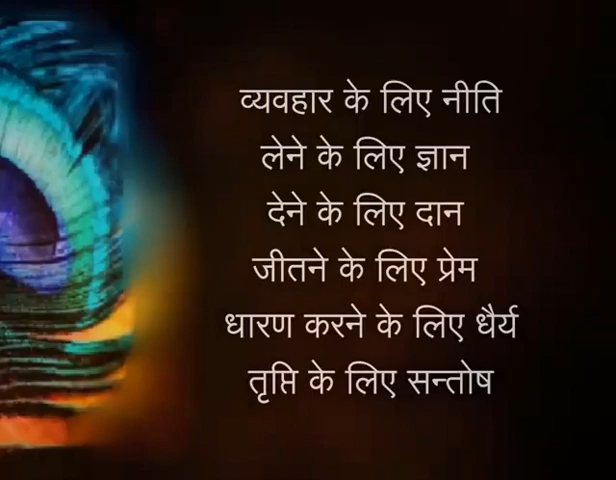 व्यवहार के लिए नीति
लेने के लिए ज्ञान
देने के लिए दान
जीतने के लिए प्रेम
धारण करने के लिए धैर्य
तृप्ति के लिए सन्तोष